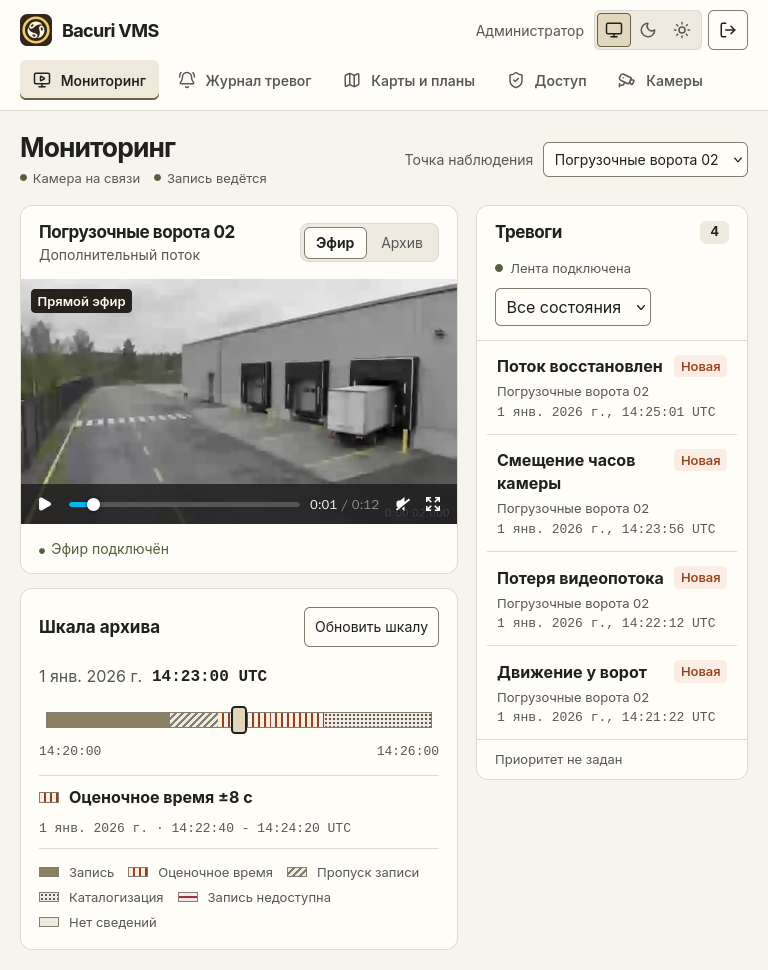 Bacuri VMS
Администратор
Мониторинг
Журнал тревог
Карты и планы
Доступ
Камеры
Мониторинг
Камера на связи
Запись ведётся
Точка наблюдения
Погрузочные ворота 02
Погрузочные ворота 02
Дополнительный поток
Эфир
Архив
Прямой эфир
0:01 / 0:12
Эфир подключён
Шкала архива
Обновить шкалу
1 янв. 2026 г. 14:23:00 UTC
14:20:00
14:26:00
Оценочное время ±8 с
1 янв. 2026 г. · 14:22:40 - 14:24:20 UTC
Запись
Оценочное время
Пропуск записи
Каталогизация
Запись недоступна
Нет сведений
Тревоги
4
Лента подключена
Все состояния
Поток восстановлен
Новая
Погрузочные ворота 02
1 янв. 2026 г., 14:25:01 UTC
Смещение часов
камеры
Новая
Погрузочные ворота 02
1 янв. 2026 г., 14:23:56 UTC
Потеря видеопотока
Новая
Погрузочные ворота 02
1 янв. 2026 г., 14:22:12 UTC
Движение у ворот
Новая
Погрузочные ворота 02
1 янв. 2026 г., 14:21:22 UTC
Приоритет не задан